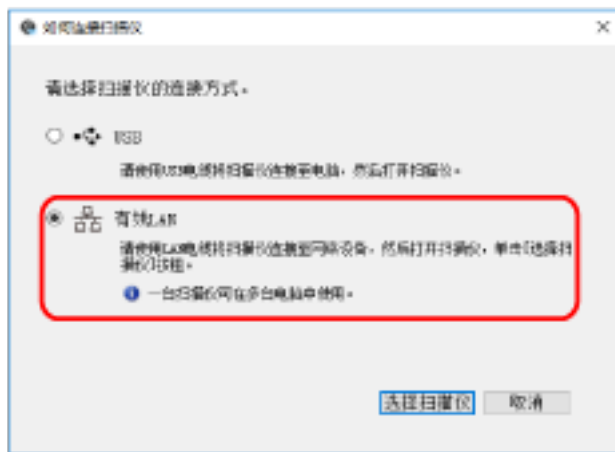 如何连接扫描仪
请选择扫描仪的连接方式。
USB
请使用USB电缆将扫描仪连接至电脑，然后打开扫描仪。
有线LAN
请使用LAN电缆将扫描仪连接至网络设备，然后打开扫描仪，单击[选择扫
描仪]按钮。
一台扫描仪可在多台电脑中使用。
选择扫描仪 取消